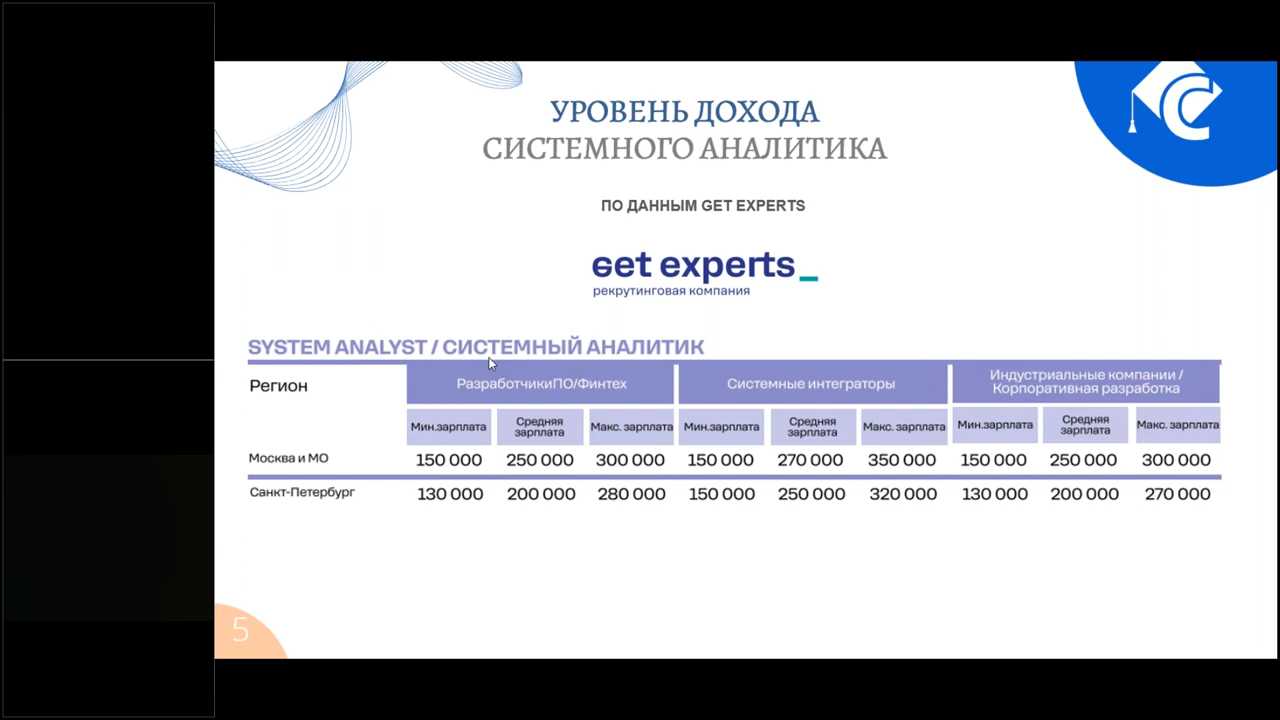 УРОВЕНЬ ДОХОДА
СИСТЕМНОГО АНАЛИТИКА
ПО ДАННЫМ GET EXPERTS
get experts_
рекрутинговая компания
SYSTEM ANALYST / СИСТЕМНЫЙ АНАЛИТИК
Регион РазработчикиПО/Финтех Системные интеграторы Индустриальные компании /
Корпоративная разработка
Мин.зарплата Средняя зарплата Макс. зарплата Мин.зарплата Средняя зарплата Макс. зарплата Мин.зарплата Средняя зарплата Макс. зарплата
Москва и МО 150 000 250 000 300 000 150 000 270 000 350 000 150 000 250 000 300 000
Санкт-Петербург 130 000 200 000 280 000 150 000 250 000 320 000 130 000 200 000 270 000
5